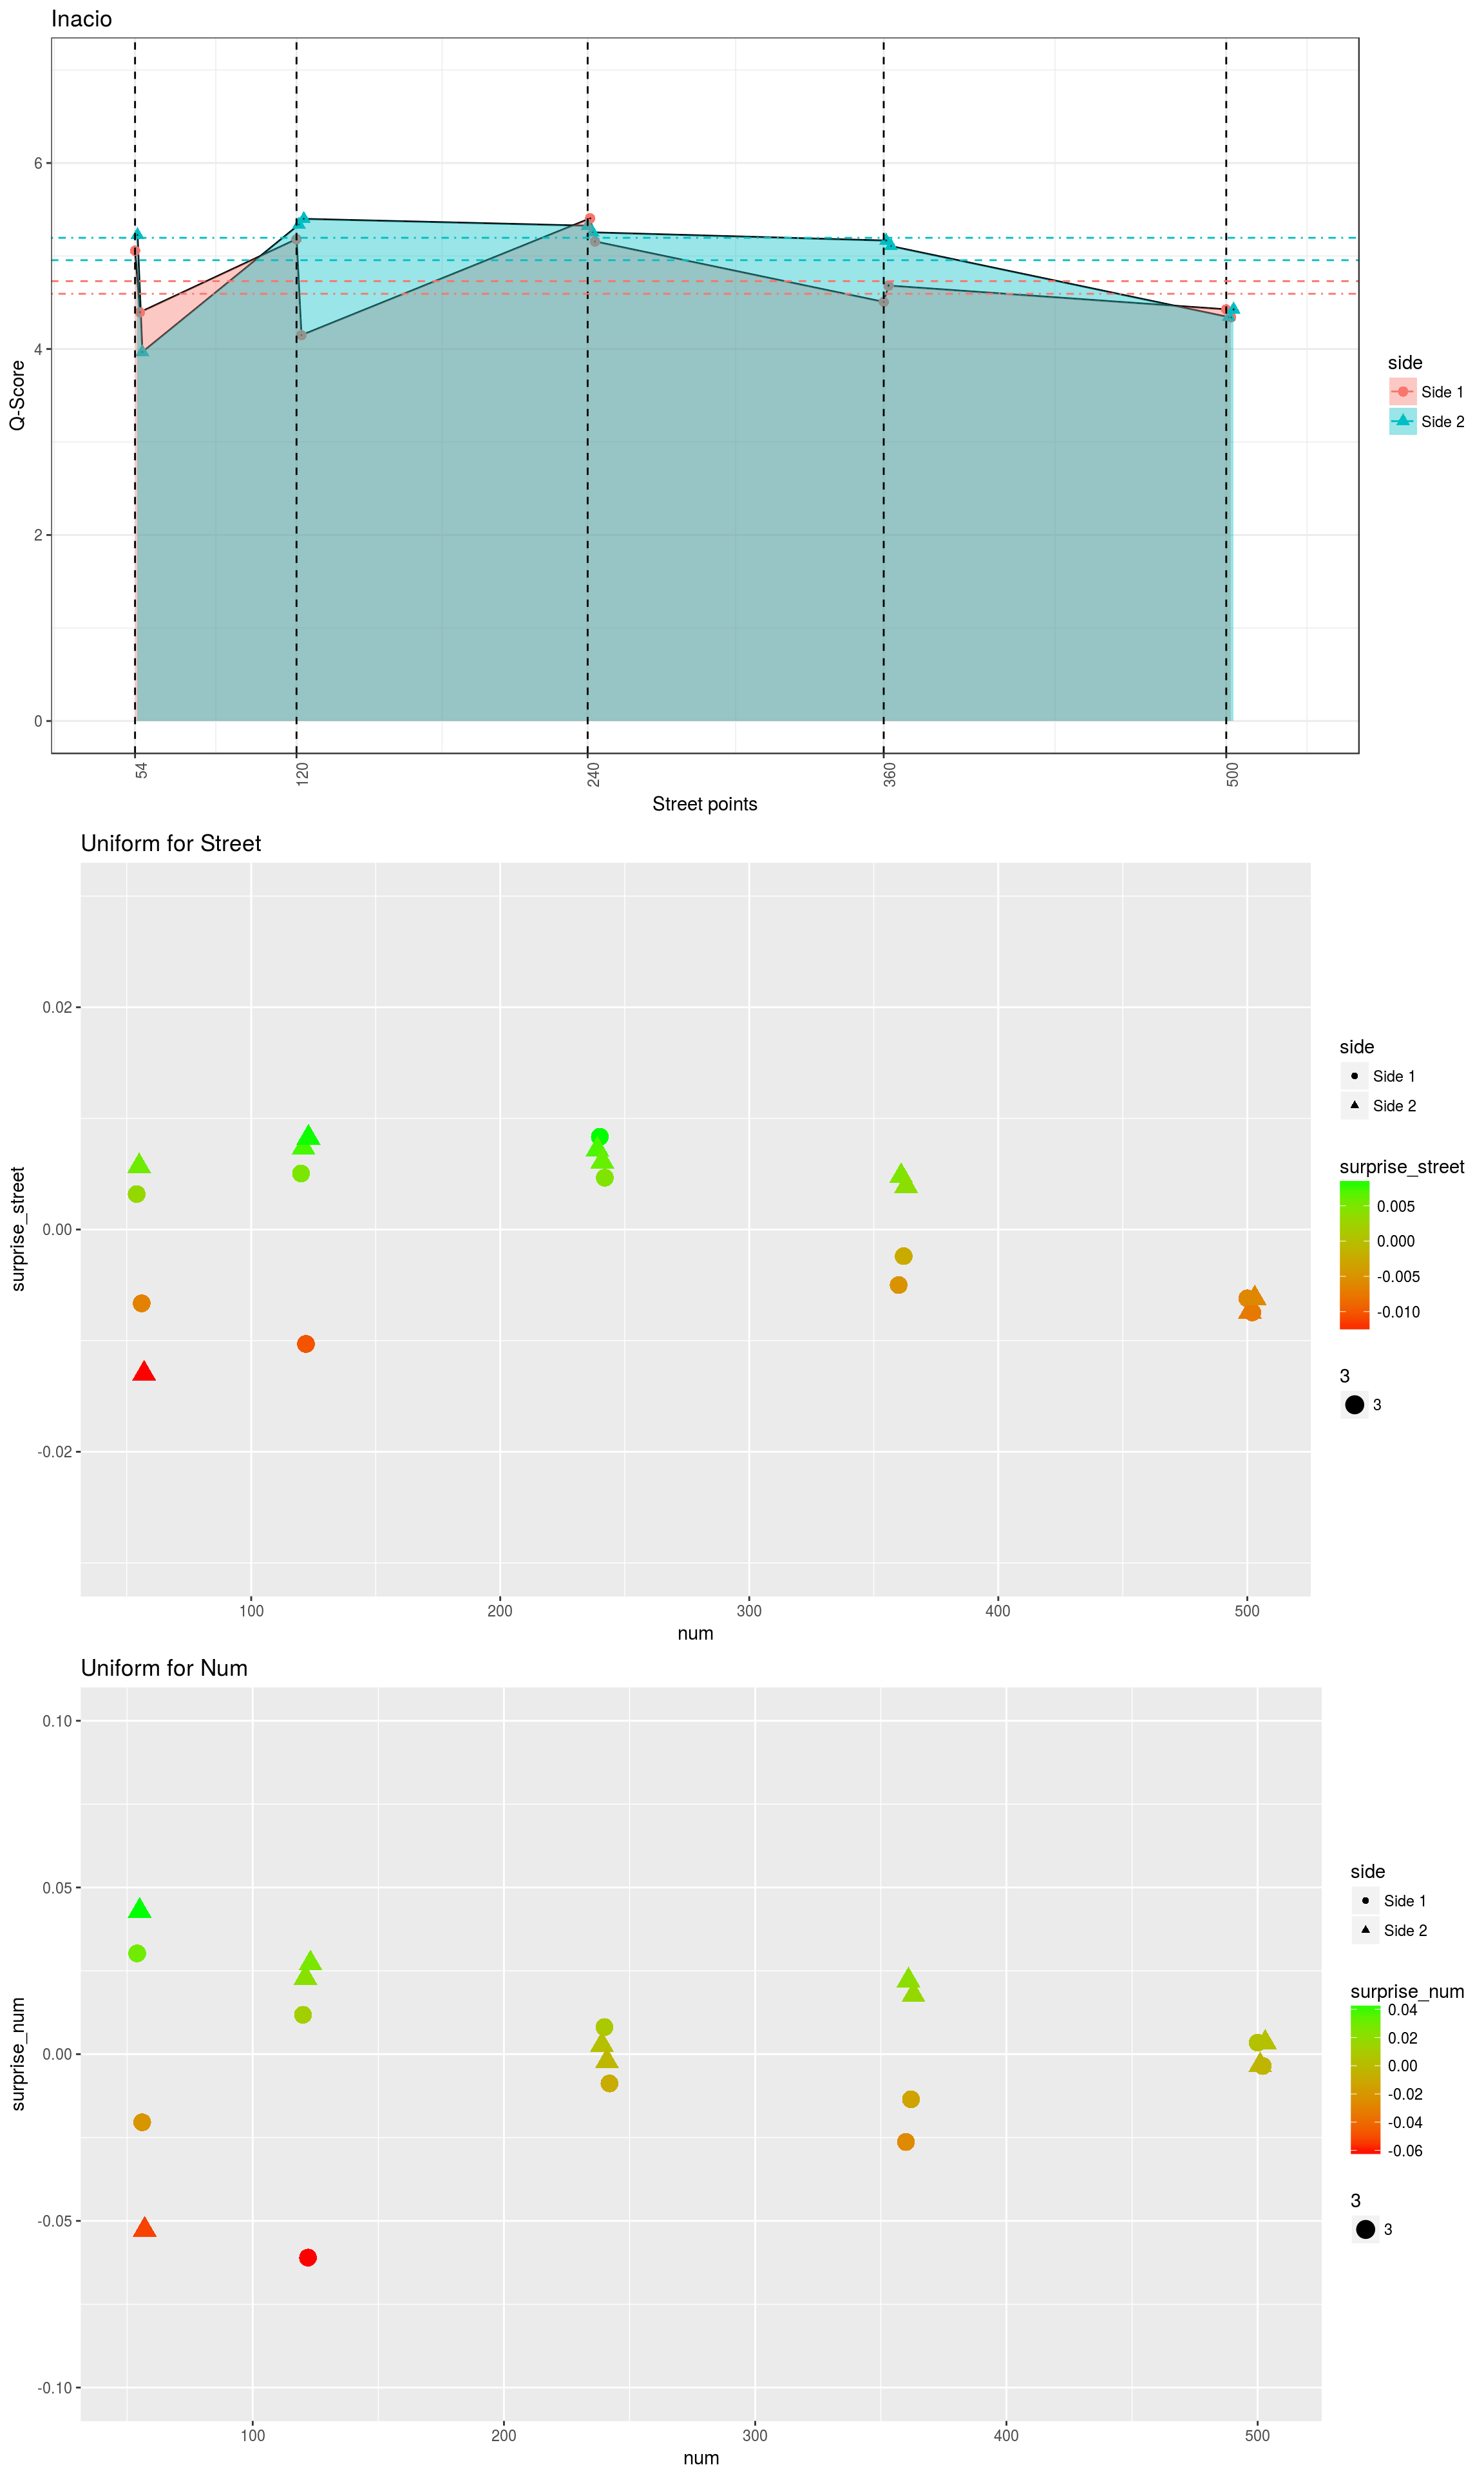 Inacio
6
4
2
0
Q-Score
54
120
240
360
500
Street points
side
Side 1
Side 2
Uniform for Street
0.02
0.00
-0.02
surprise_street
100
200
300
400
500
num
side
Side 1
Side 2
surprise_street
0.005
0.000
-0.005
-0.010
3
3
Uniform for Num
0.10
0.05
0.00
-0.05
-0.10
surprise_num
100
200
300
400
500
num
side
Side 1
Side 2
surprise_num
0.04
0.02
0.00
-0.02
-0.04
-0.06
3
3